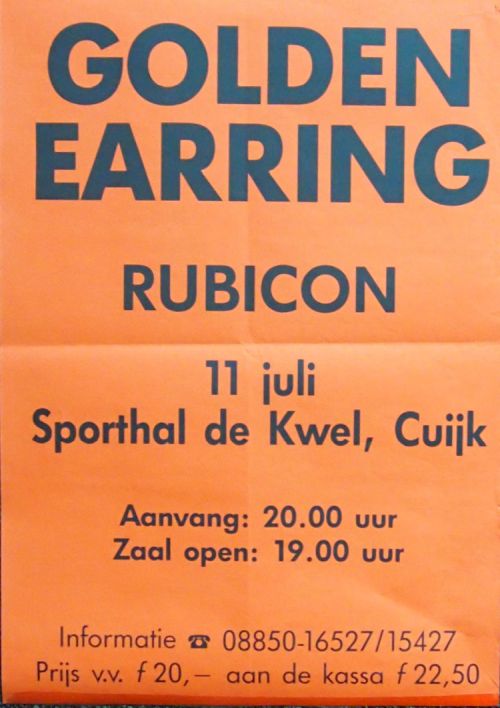 GOLDEN
EARRING
RUBICON
11 juli
Sporthal de Kwel, Cuijk
Aanvang: 20.00 uur
Zaal open: 19.00 uur
Informatie ☎ 08850-16527/15427
Prijs v.v. f 20,– aan de kassa f 22,50